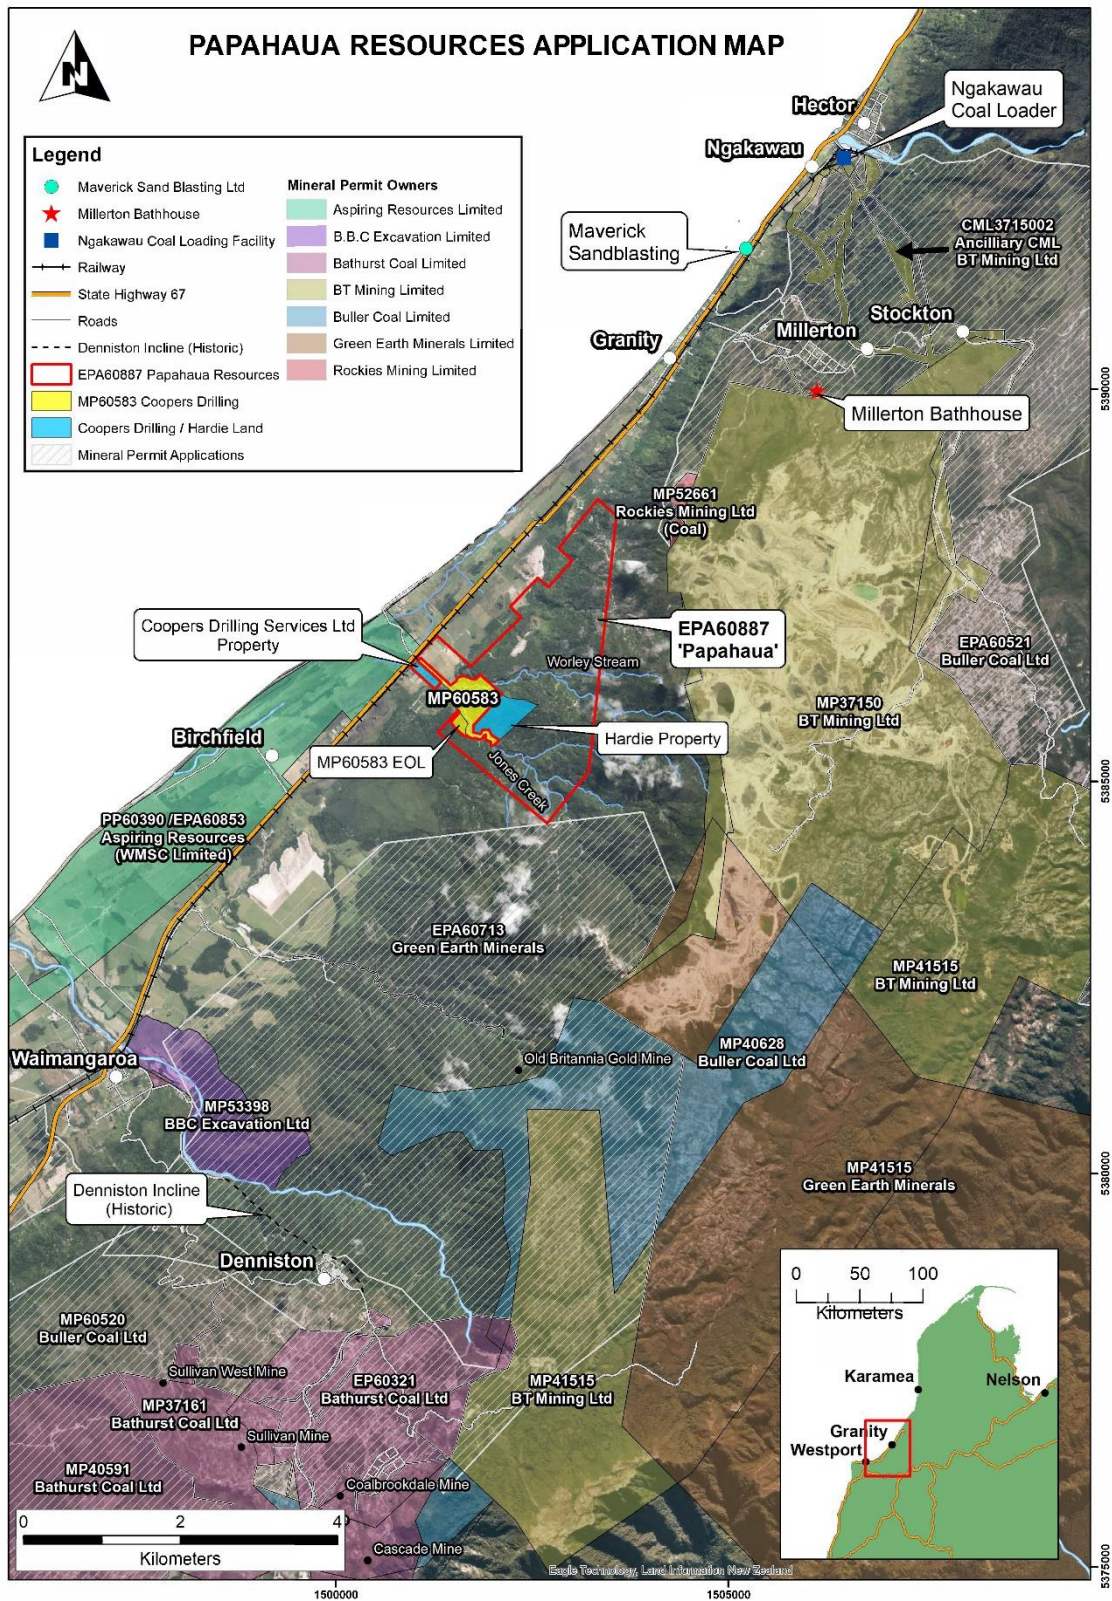 PAPAHAUA RESOURCES APPLICATION MAP
N
Legend
Maverick Sand Blasting Ltd
Millerton Bathhouse
Ngakawau Coal Loading Facility
Railway
State Highway 67
Roads
Denniston Incline (Historic)
EPA60887 Papahaua Resources
MP60583 Coopers Drilling
Coopers Drilling / Hardie Land
Mineral Permit Applications
Mineral Permit Owners
Aspiring Resources Limited
B.B.C Excavation Limited
Bathurst Coal Limited
BT Mining Limited
Buller Coal Limited
Green Earth Minerals Limited
Rockies Mining Limited
Hector
Ngakawau
Coal Loader
Ngakawau
Maverick
Sandblasting
CML3715002
Ancilliary CML
BT Mining Ltd
Stockton
Millerton
Granity
Millerton Bathhouse
5390000
MP52661
Rockies Mining Ltd
(Coal)
Coopers Drilling Services Ltd
Property
EPA60887
'Papahaua'
EPA60521
Buller Coal Ltd
Worley Stream
MP60583
MP37150
BT Mining Ltd
Hardie Property
Birchfield
MP60583 EOL
Jones Creek
5385000
PP60390 /EPA60853
Aspiring Resources
(WMSC Limited)
EPA60713
Green Earth Minerals
MP41515
BT Mining Ltd
MP40628
Buller Coal Ltd
Old Britannia Gold Mine
Waimangaroa
MP53398
BBC Excavation Ltd
MP41515
Green Earth Minerals
5380000
Denniston Incline
(Historic)
Denniston
MP60520
Buller Coal Ltd
Sullivan West Mine
MP37161
Bathurst Coal Ltd
EP60321
Bathurst Coal Ltd
MP41515
BT Mining Ltd
Sullivan Mine
MP40591
Bathurst Coal Ltd
Coalbrookdale Mine
Cascade Mine
0 2 4
Kilometers
0 50 100
Kilometers
Karamea
Nelson
Granity
Westport
Eagle Technology, Land Information New Zealand
5375000
1500000
1505000